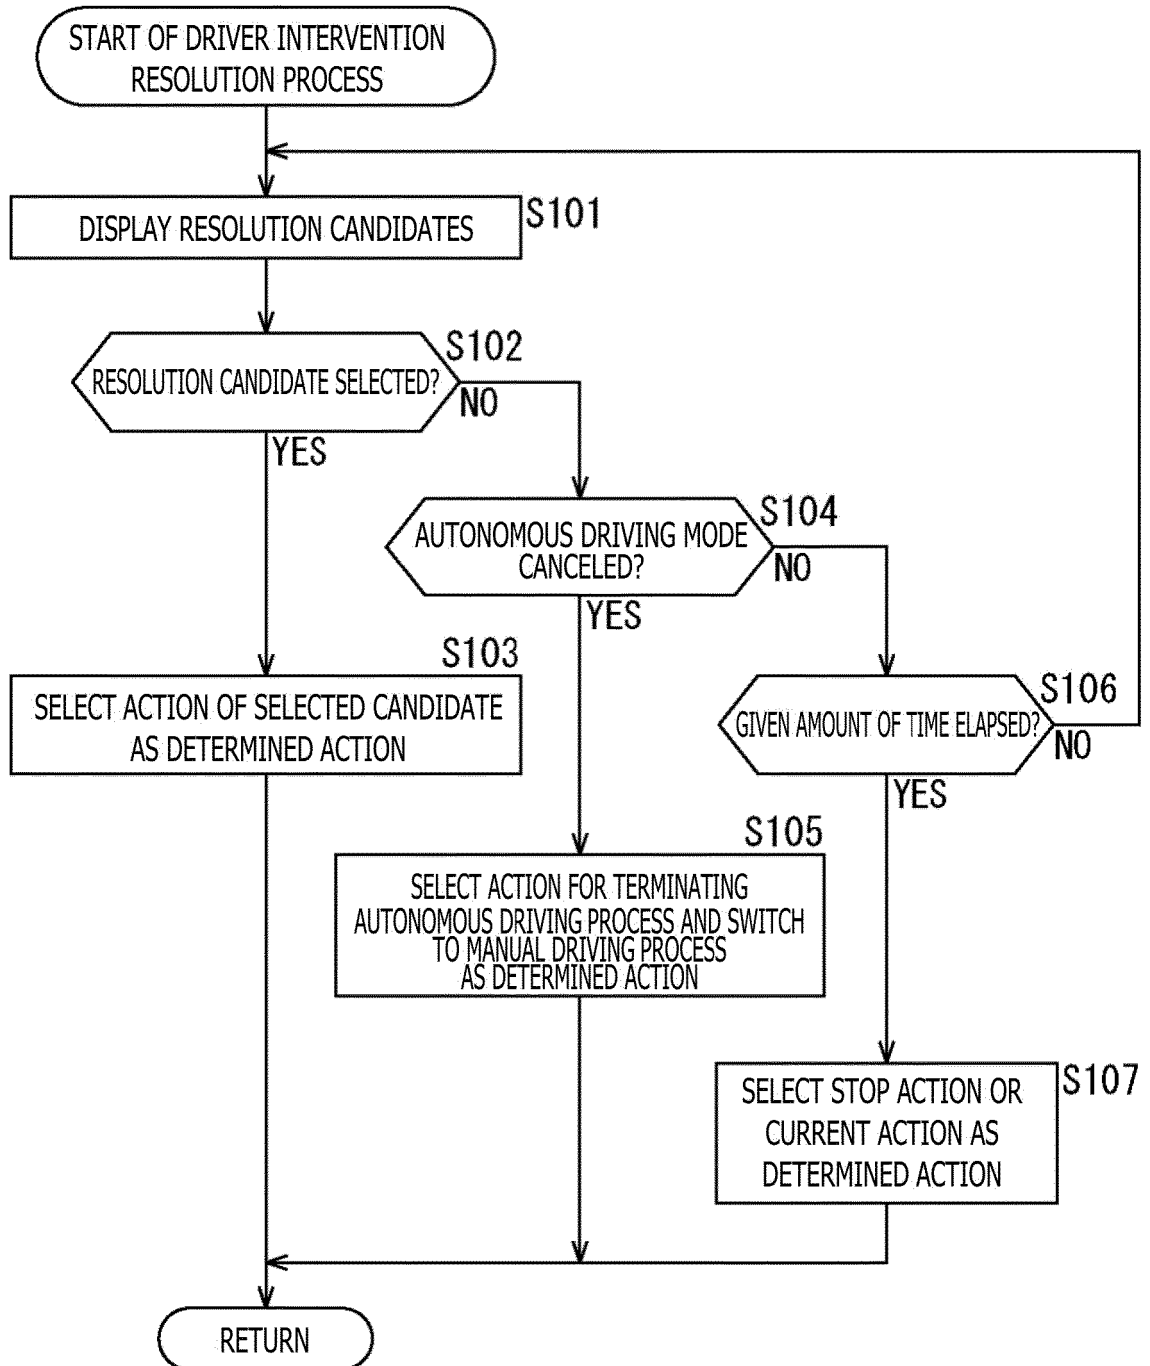 START OF DRIVER INTERVENTION
RESOLUTION PROCESS
DISPLAY RESOLUTION CANDIDATES
S101
RESOLUTION CANDIDATE SELECTED?
S102
NO
YES
AUTONOMOUS DRIVING MODE
CANCELED?
S104
NO
YES
S103
SELECT ACTION OF SELECTED CANDIDATE
AS DETERMINED ACTION
GIVEN AMOUNT OF TIME ELAPSED?
S106
NO
YES
S105
SELECT ACTION FOR TERMINATING
AUTONOMOUS DRIVING PROCESS AND SWITCH
TO MANUAL DRIVING PROCESS
AS DETERMINED ACTION
SELECT STOP ACTION OR
CURRENT ACTION AS
DETERMINED ACTION
S107
RETURN